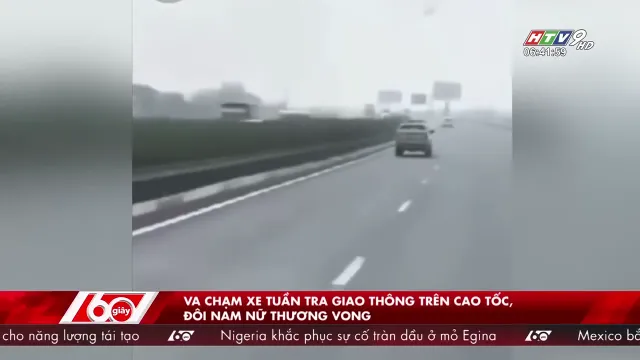 HTV9 HD
06:41:59
60 giây
VA CHẠM XE TUẦN TRA GIAO THÔNG TRÊN CAO TỐC,
ĐÔI NAM NỮ THƯƠNG VONG
cho năng lượng tái tạo 60 Nigeria khắc phục sự cố tràn dầu ở mỏ Egina 60 Mexico bắ